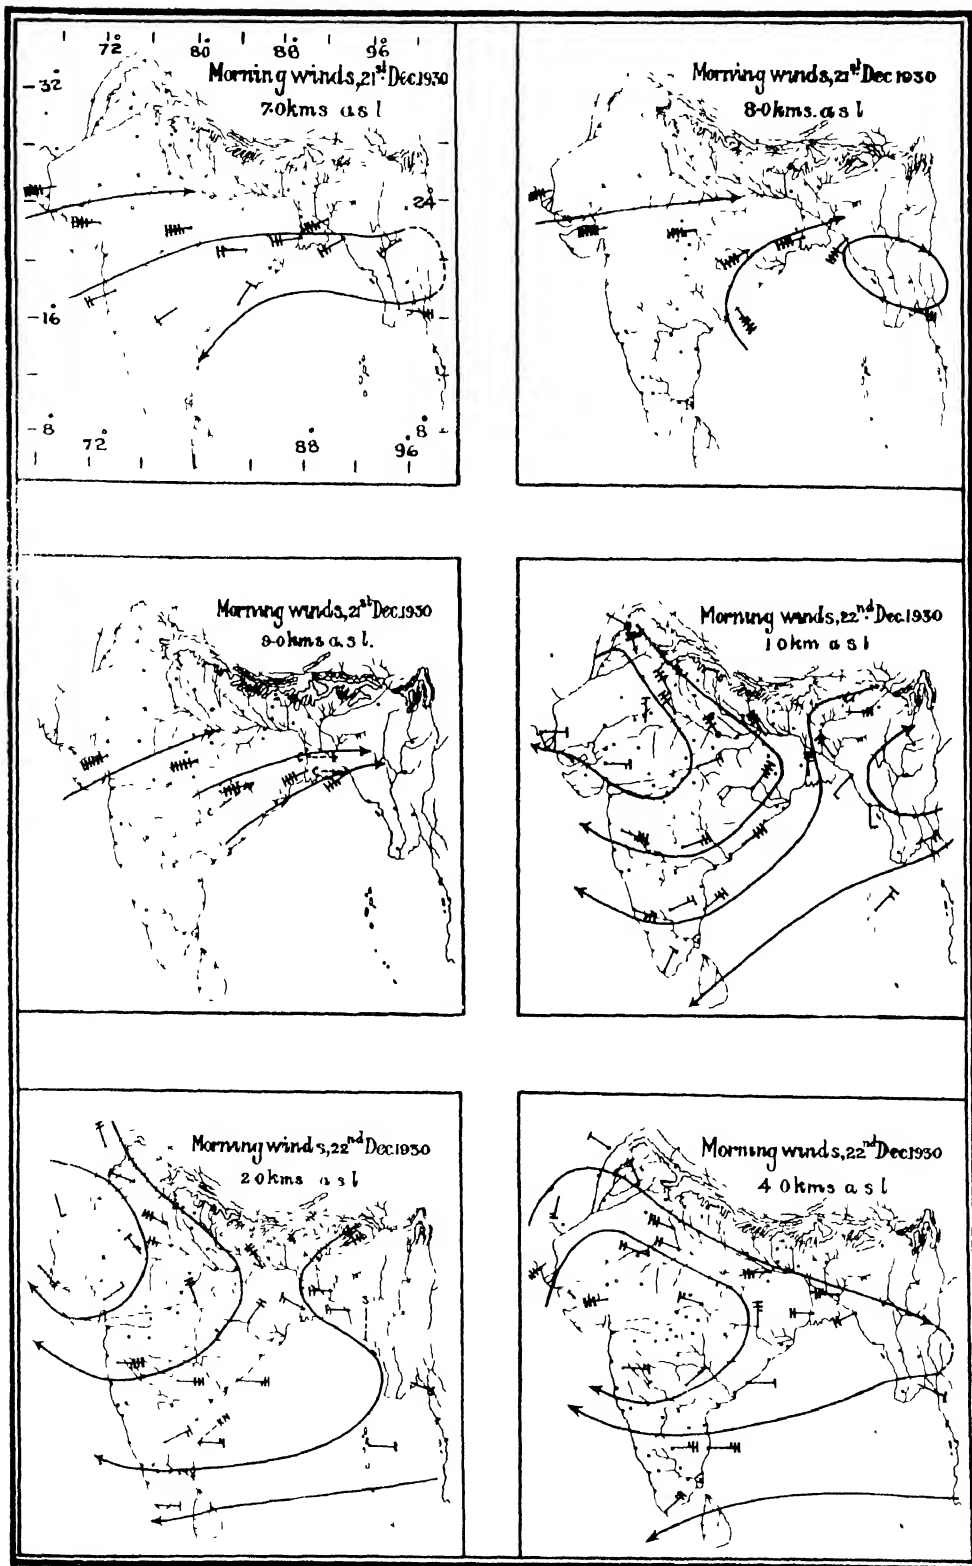 72° 80 88 96
Morning winds, 21st Dec. 1930
7·0 kms a s l
32°
24
16
8° 8°
72° 88 96
Morning winds, 21st Dec 1930
8·0 kms. a s l
Morning winds, 21st Dec. 1930
9·0 kms a. s. l.
Morning winds, 22nd Dec. 1930
1 0 km a s l
Morning winds, 22nd Dec 1930
2 0 kms a s l
Morning winds, 22nd Dec 1930
4 0 kms a s l